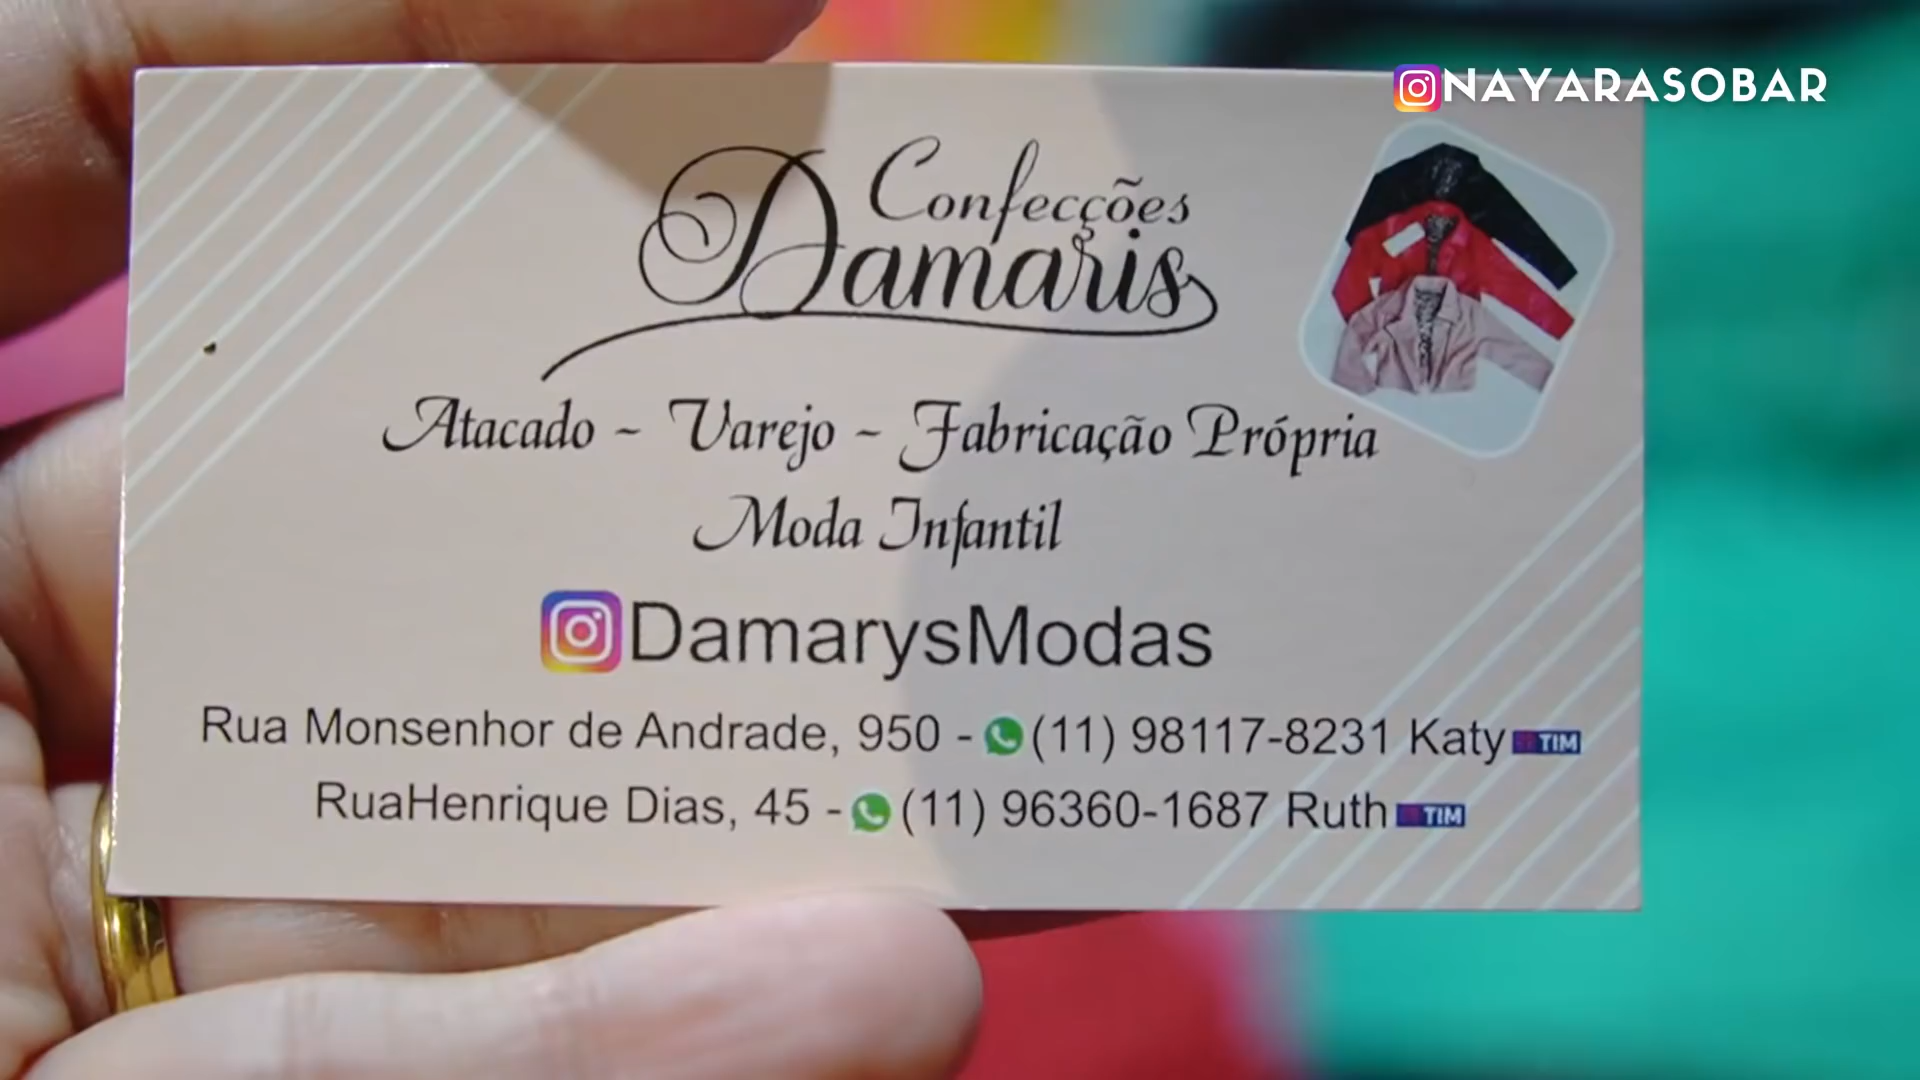 NAYARASOBAR
Confecções
Damaris
Atacado ~ Varejo ~ Fabricação Própria
Moda Infantil
DamarysModas
Rua Monsenhor de Andrade, 950 - (11) 98117-8231 Katy TIM
RuaHenrique Dias, 45 - (11) 96360-1687 Ruth TIM